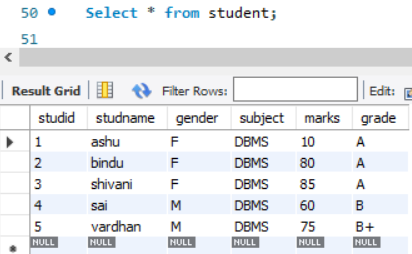 50 Select * from student;
51
Result Grid Filter Rules: Edit:
studid studname gender subject marks grade
1 ashu F DBMS 10 A
2 bindu F DBMS 80 A
3 shivani F DBMS 85 A
4 sai M DBMS 60 B
5 vardhan M DBMS 75 B+
NULL NULL NULL NULL NULL NULL